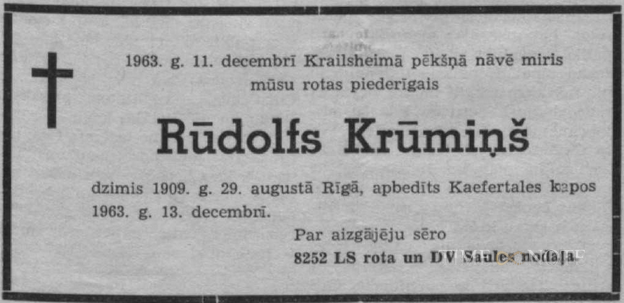 1963. g. 11. decembrī Krailsheimā pēkšņā nāvē miris
mūsu rotas piederīgais
Rūdolfs Krūmiņš
dzimis 1909. g. 29. augustā Rīgā, apbedīts Kaefertales kapos
1963. g. 13. decembrī.
Par aizgājēju sēro
8252 LS rota un DV Saules nodaļa